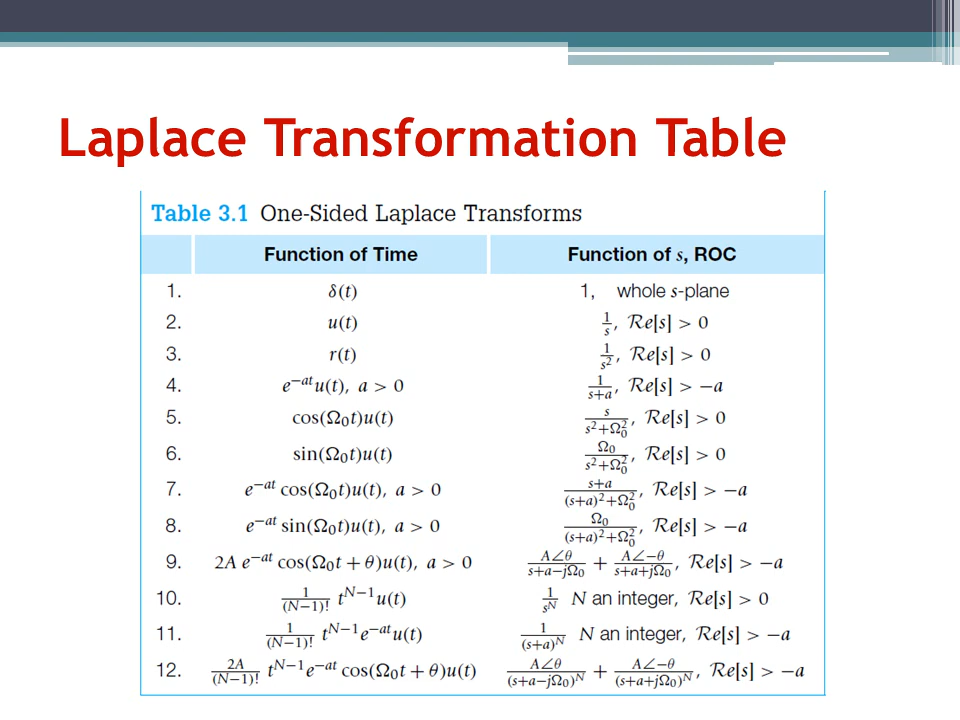 Laplace Transformation Table
Table 3.1 One-Sided Laplace Transforms
Function of Time Function of s, ROC
1. δ(t) 1, whole s-plane
2. u(t) 1/s, Re[s] > 0
3. r(t) 1/s², Re[s] > 0
4. e^−at u(t), a > 0 1/(s+a), Re[s] > −a
5. cos(Ω₀t)u(t) s/(s²+Ω₀²), Re[s] > 0
6. sin(Ω₀t)u(t) Ω₀/(s²+Ω₀²), Re[s] > 0
7. e^−at cos(Ω₀t)u(t), a > 0 (s+a)/((s+a)²+Ω₀²), Re[s] > −a
8. e^−at sin(Ω₀t)u(t), a > 0 Ω₀/((s+a)²+Ω₀²), Re[s] > −a
9. 2A e^−at cos(Ω₀t + θ)u(t), a > 0 A∠θ/(s+a−jΩ₀) + A∠−θ/(s+a+jΩ₀), Re[s] > −a
10. 1/(N−1)! t^N−1 u(t) 1/s^N N an integer, Re[s] > 0
11. 1/(N−1)! t^N−1 e^−at u(t) 1/(s+a)^N N an integer, Re[s] > −a
12. 2A/(N−1)! t^N−1 e^−at cos(Ω₀t + θ)u(t) A∠θ/(s+a−jΩ₀)^N + A∠−θ/(s+a+jΩ₀)^N, Re[s] > −a